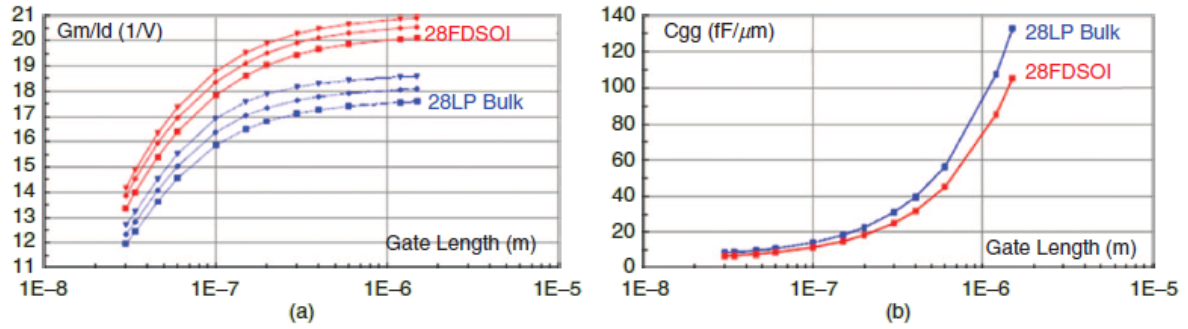 Gm/Id (1/V)
21
20
19
18
17
16
15
14
13
12
11
28FDSOI
28LP Bulk
Gate Length (m)
1E–8
1E–7
1E–6
1E–5
(a)
Cgg (fF/μm)
140
120
100
80
60
40
20
0
28LP Bulk
28FDSOI
Gate Length (m)
1E–8
1E–7
1E–6
1E–5
(b)